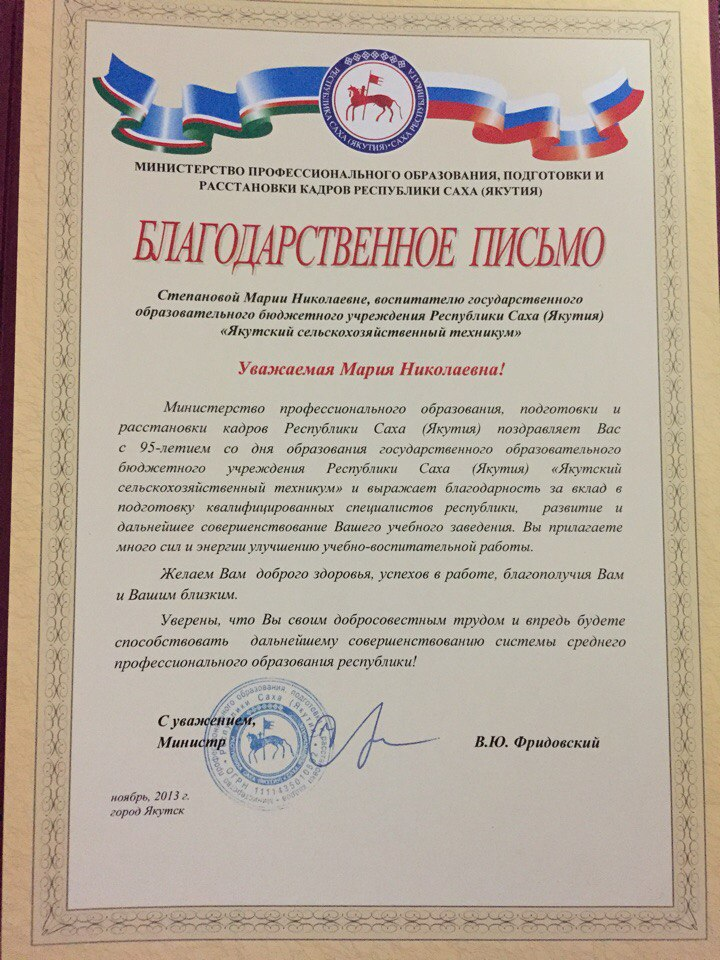 РЕСПУБЛИКА САХА (ЯКУТИЯ) • САХА РЕСПУБЛИКАТА
МИНИСТЕРСТВО ПРОФЕССИОНАЛЬНОГО ОБРАЗОВАНИЯ, ПОДГОТОВКИ И
РАССТАНОВКИ КАДРОВ РЕСПУБЛИКИ САХА (ЯКУТИЯ)
БЛАГОДАРСТВЕННОЕ ПИСЬМО
Степановой Марии Николаевне, воспитателю государственного
образовательного бюджетного учреждения Республики Саха (Якутия)
«Якутский сельскохозяйственный техникум»
Уважаемая Мария Николаевна!
Министерство профессионального образования, подготовки и
расстановки кадров Республики Саха (Якутия) поздравляет Вас
с 95-летием со дня образования государственного образовательного
бюджетного учреждения Республики Саха (Якутия) «Якутский
сельскохозяйственный техникум» и выражает благодарность за вклад в
подготовку квалифицированных специалистов республики, развитие и
дальнейшее совершенствование Вашего учебного заведения. Вы прилагаете
много сил и энергии улучшению учебно-воспитательной работы.
Желаем Вам доброго здоровья, успехов в работе, благополучия Вам
и Вашим близким.
Уверены, что Вы своим добросовестным трудом и впредь будете
способствовать дальнейшему совершенствованию системы среднего
профессионального образования республики!
С уважением,
Министр
В.Ю. Фридовский
ноябрь, 2013 г.
город Якутск